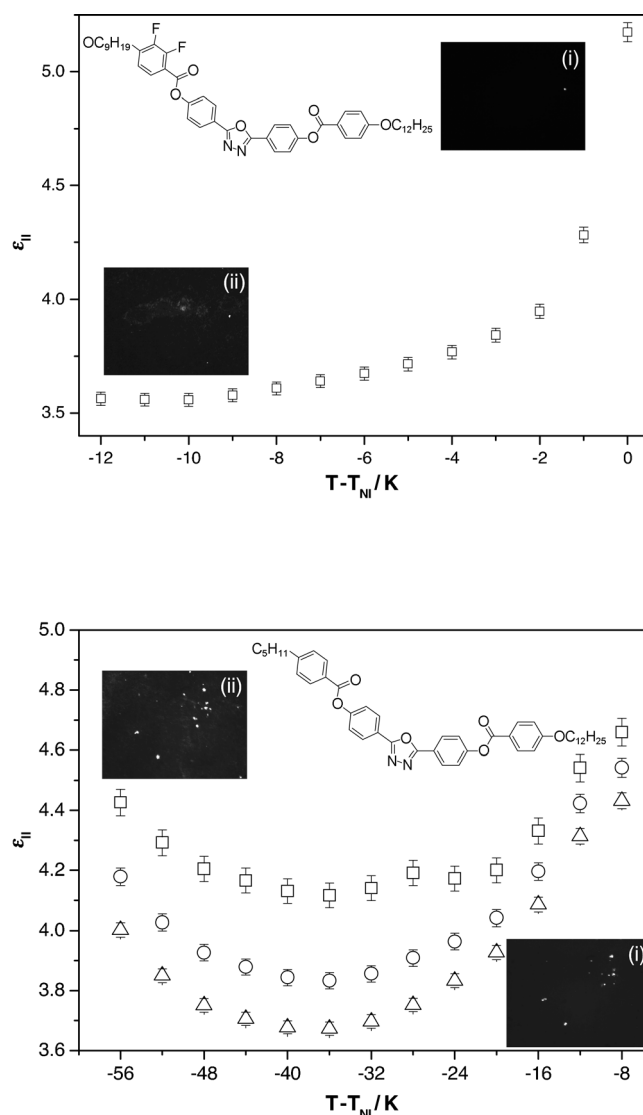 OC9H19
F
F
O
O
O
N
N
O
O
OC12H25
(i)
(ii)
5.0
4.5
4.0
3.5
εII
-12 -10 -8 -6 -4 -2 0
T-TNI / K
C5H11
O
O
O
N
N
O
O
OC12H25
(ii)
(i)
5.0
4.8
4.6
4.4
4.2
4.0
3.8
3.6
εII
-56 -48 -40 -32 -24 -16 -8
T-TNI / K